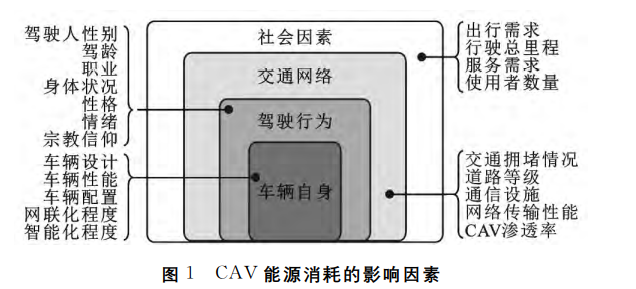 驾驶人性别
驾龄
职业
身体状况
性格
情绪
宗教信仰
车辆设计
车辆性能
车辆配置
网联化程度
智能化程度
社会因素
交通网络
驾驶行为
车辆自身
出行需求
行驶总里程
服务需求
使用者数量
交通拥堵情况
道路等级
通信设施
网络传输性能
CAV渗透率
图 1 CAV 能源消耗的影响因素